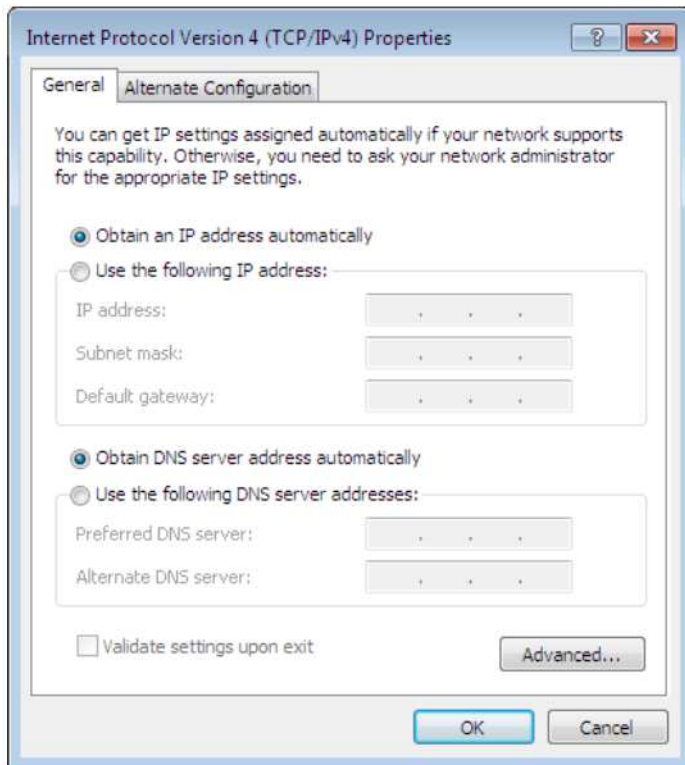 Internet Protocol Version 4 (TCP/IPv4) Properties
General
Alternate Configuration
You can get IP settings assigned automatically if your network supports
this capability. Otherwise, you need to ask your network administrator
for the appropriate IP settings.
Obtain an IP address automatically
Use the following IP address:
IP address:
Subnet mask:
Default gateway:
Obtain DNS server address automatically
Use the following DNS server addresses:
Preferred DNS server:
Alternate DNS server:
Validate settings upon exit
Advanced...
OK
Cancel